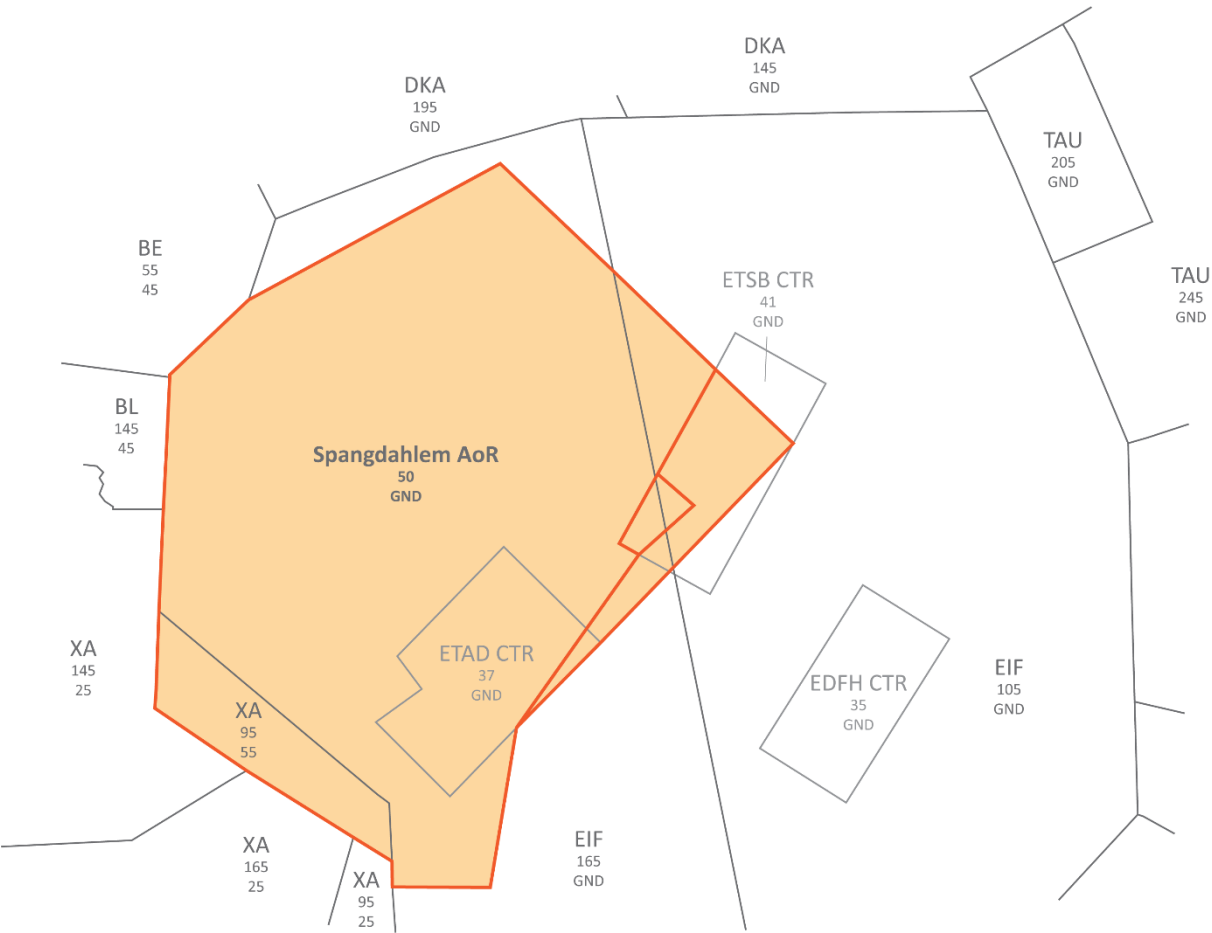 DKA
145
GND
DKA
195
GND
TAU
205
GND
BE
55
45
ETSB CTR
41
GND
TAU
245
GND
BL
145
45
Spangdahlem AoR
50
GND
XA
145
25
ETAD CTR
37
GND
EDFH CTR
35
GND
EIF
105
GND
XA
95
55
XA
165
25
EIF
165
GND
XA
95
25